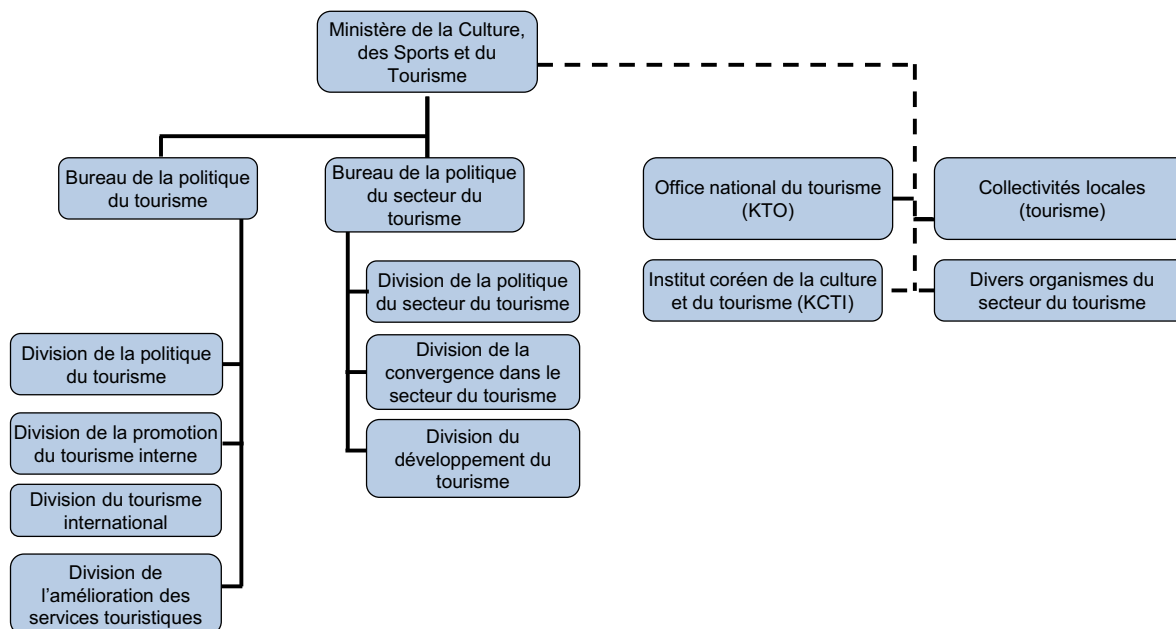 Ministère de la Culture,
des Sports et du
Tourisme
Bureau de la politique
du tourisme
Bureau de la politique
du secteur du
tourisme
Office national du tourisme
(KTO)
Collectivités locales
(tourisme)
Division de la politique
du secteur du tourisme
Institut coréen de la culture
et du tourisme (KCTI)
Divers organismes du
secteur du tourisme
Division de la politique
du tourisme
Division de la
convergence dans le
secteur du tourisme
Division de la promotion
du tourisme interne
Division du
développement du
tourisme
Division du tourisme
international
Division de
l’amélioration des
services touristiques